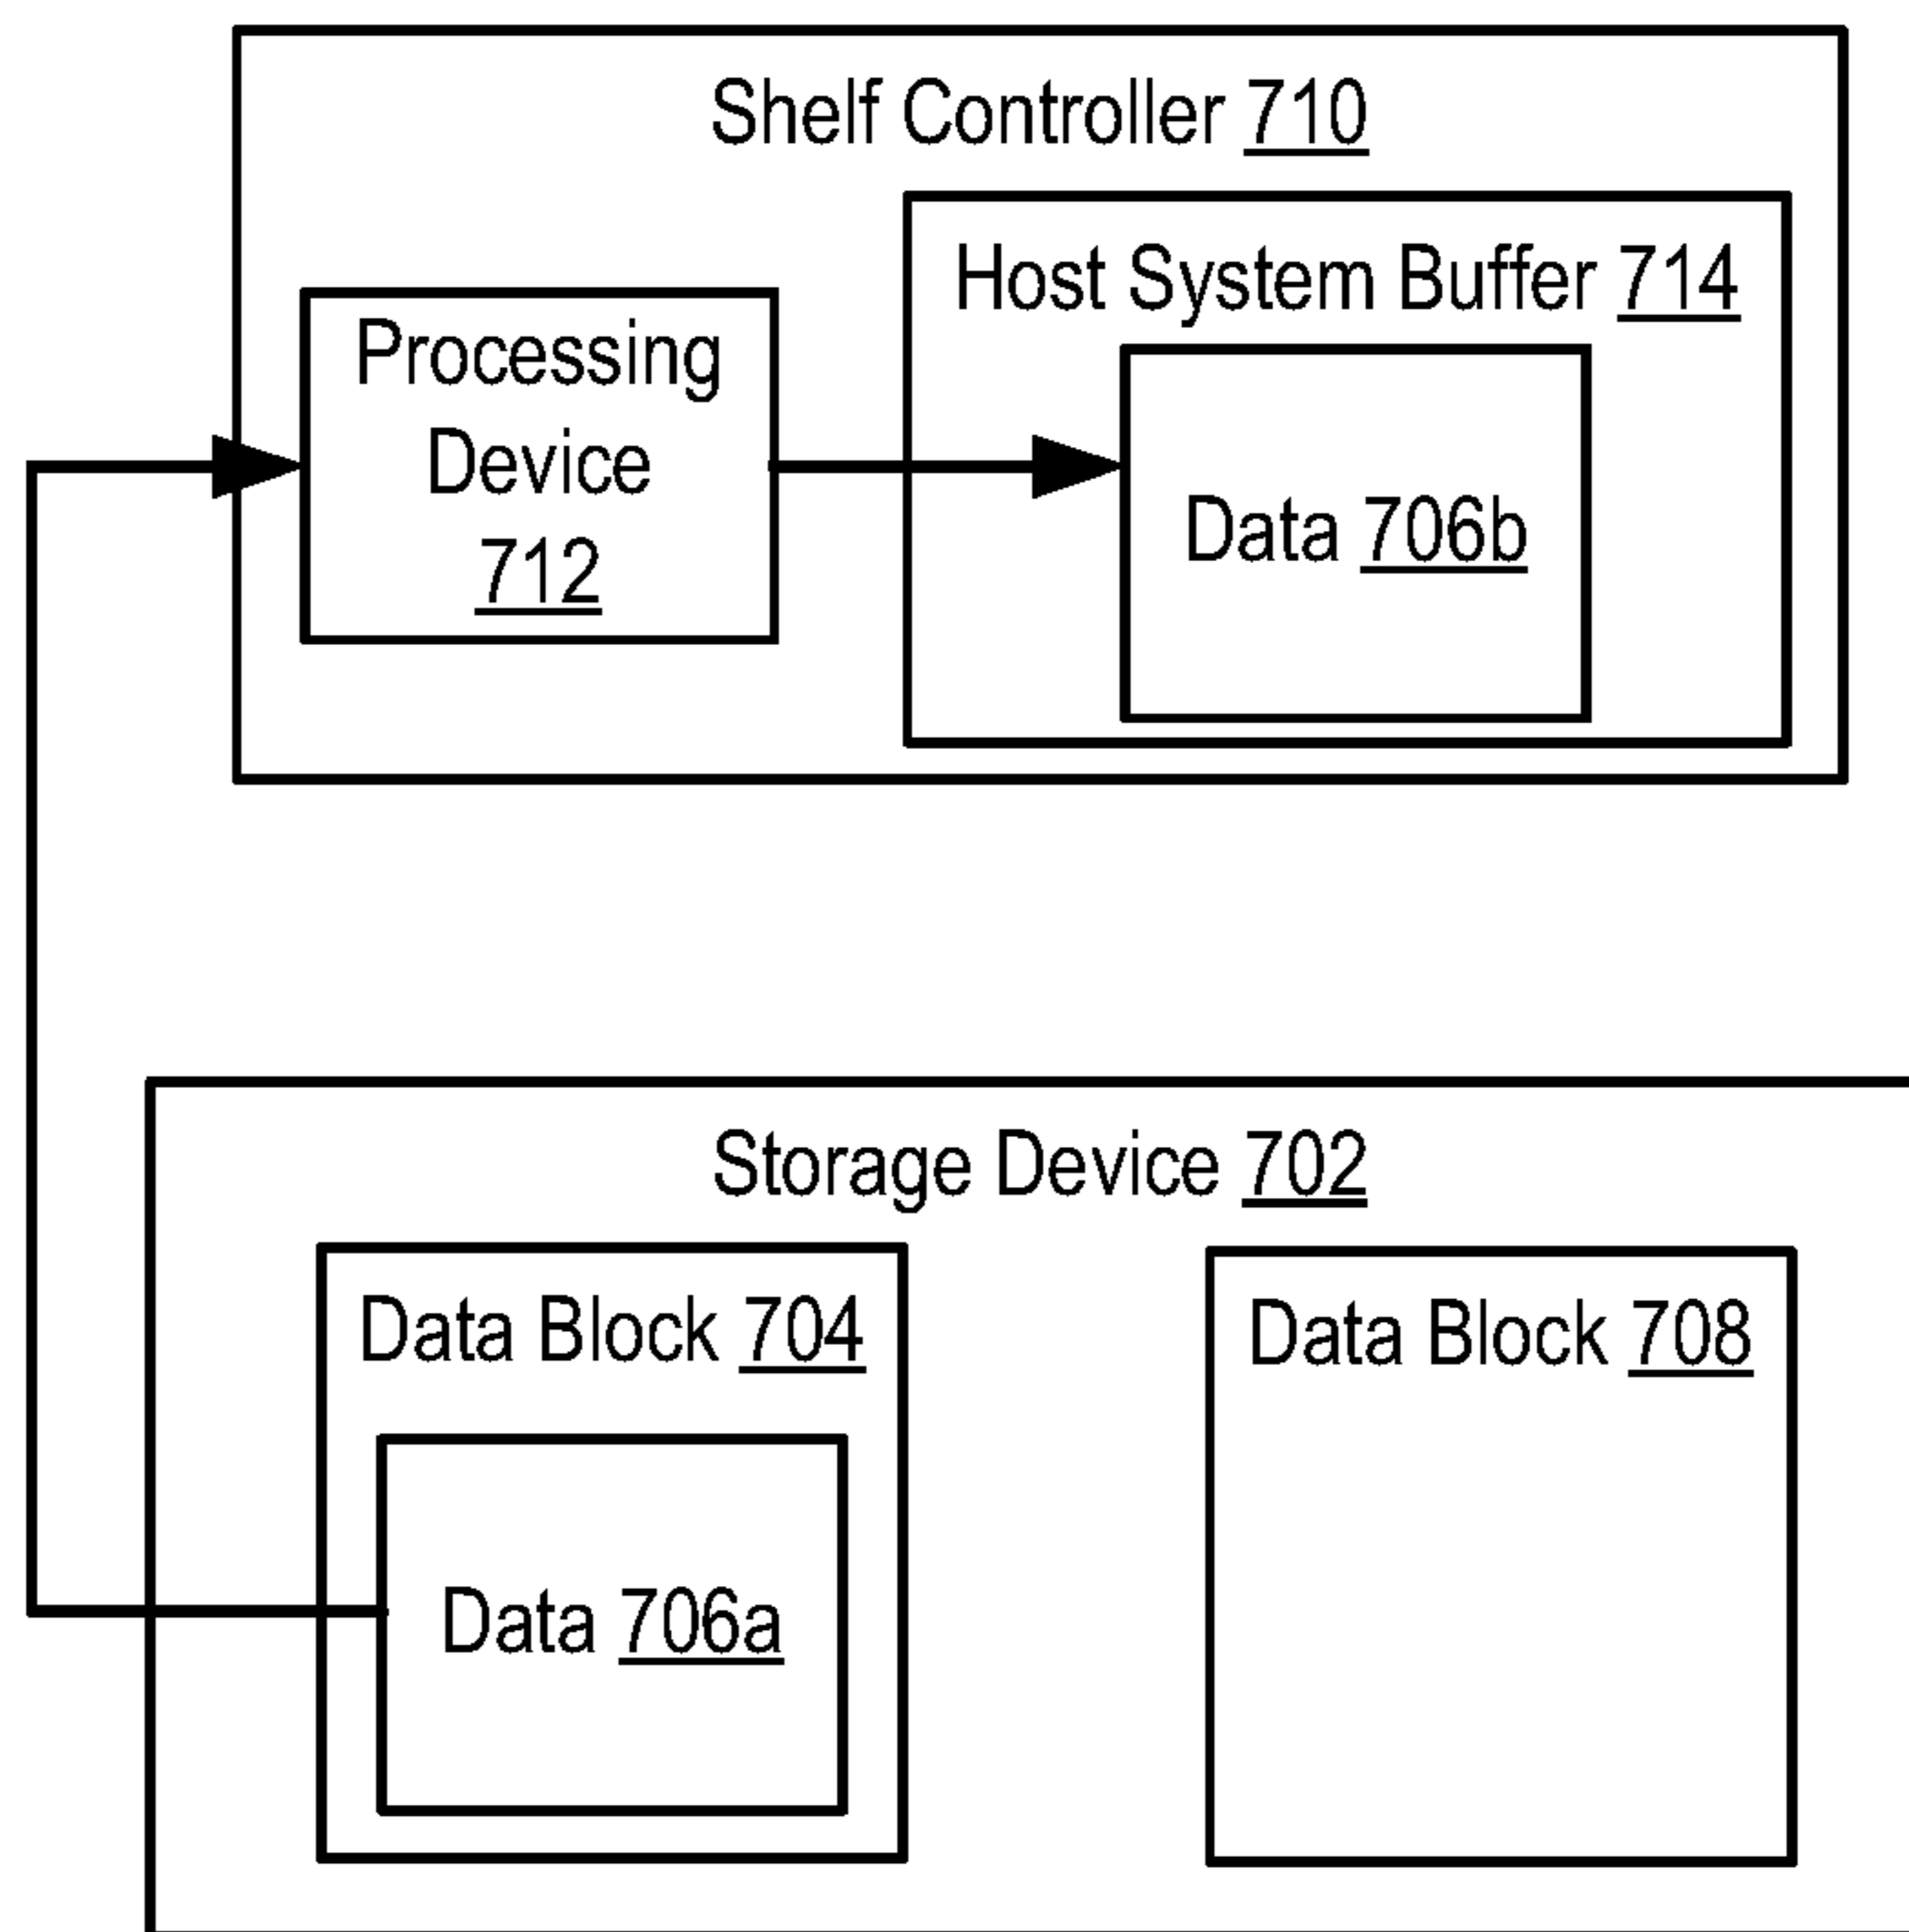 Shelf Controller 710
Host System Buffer 714
Processing
Device
712
Data 706b
Storage Device 702
Data Block 704
Data Block 708
Data 706a